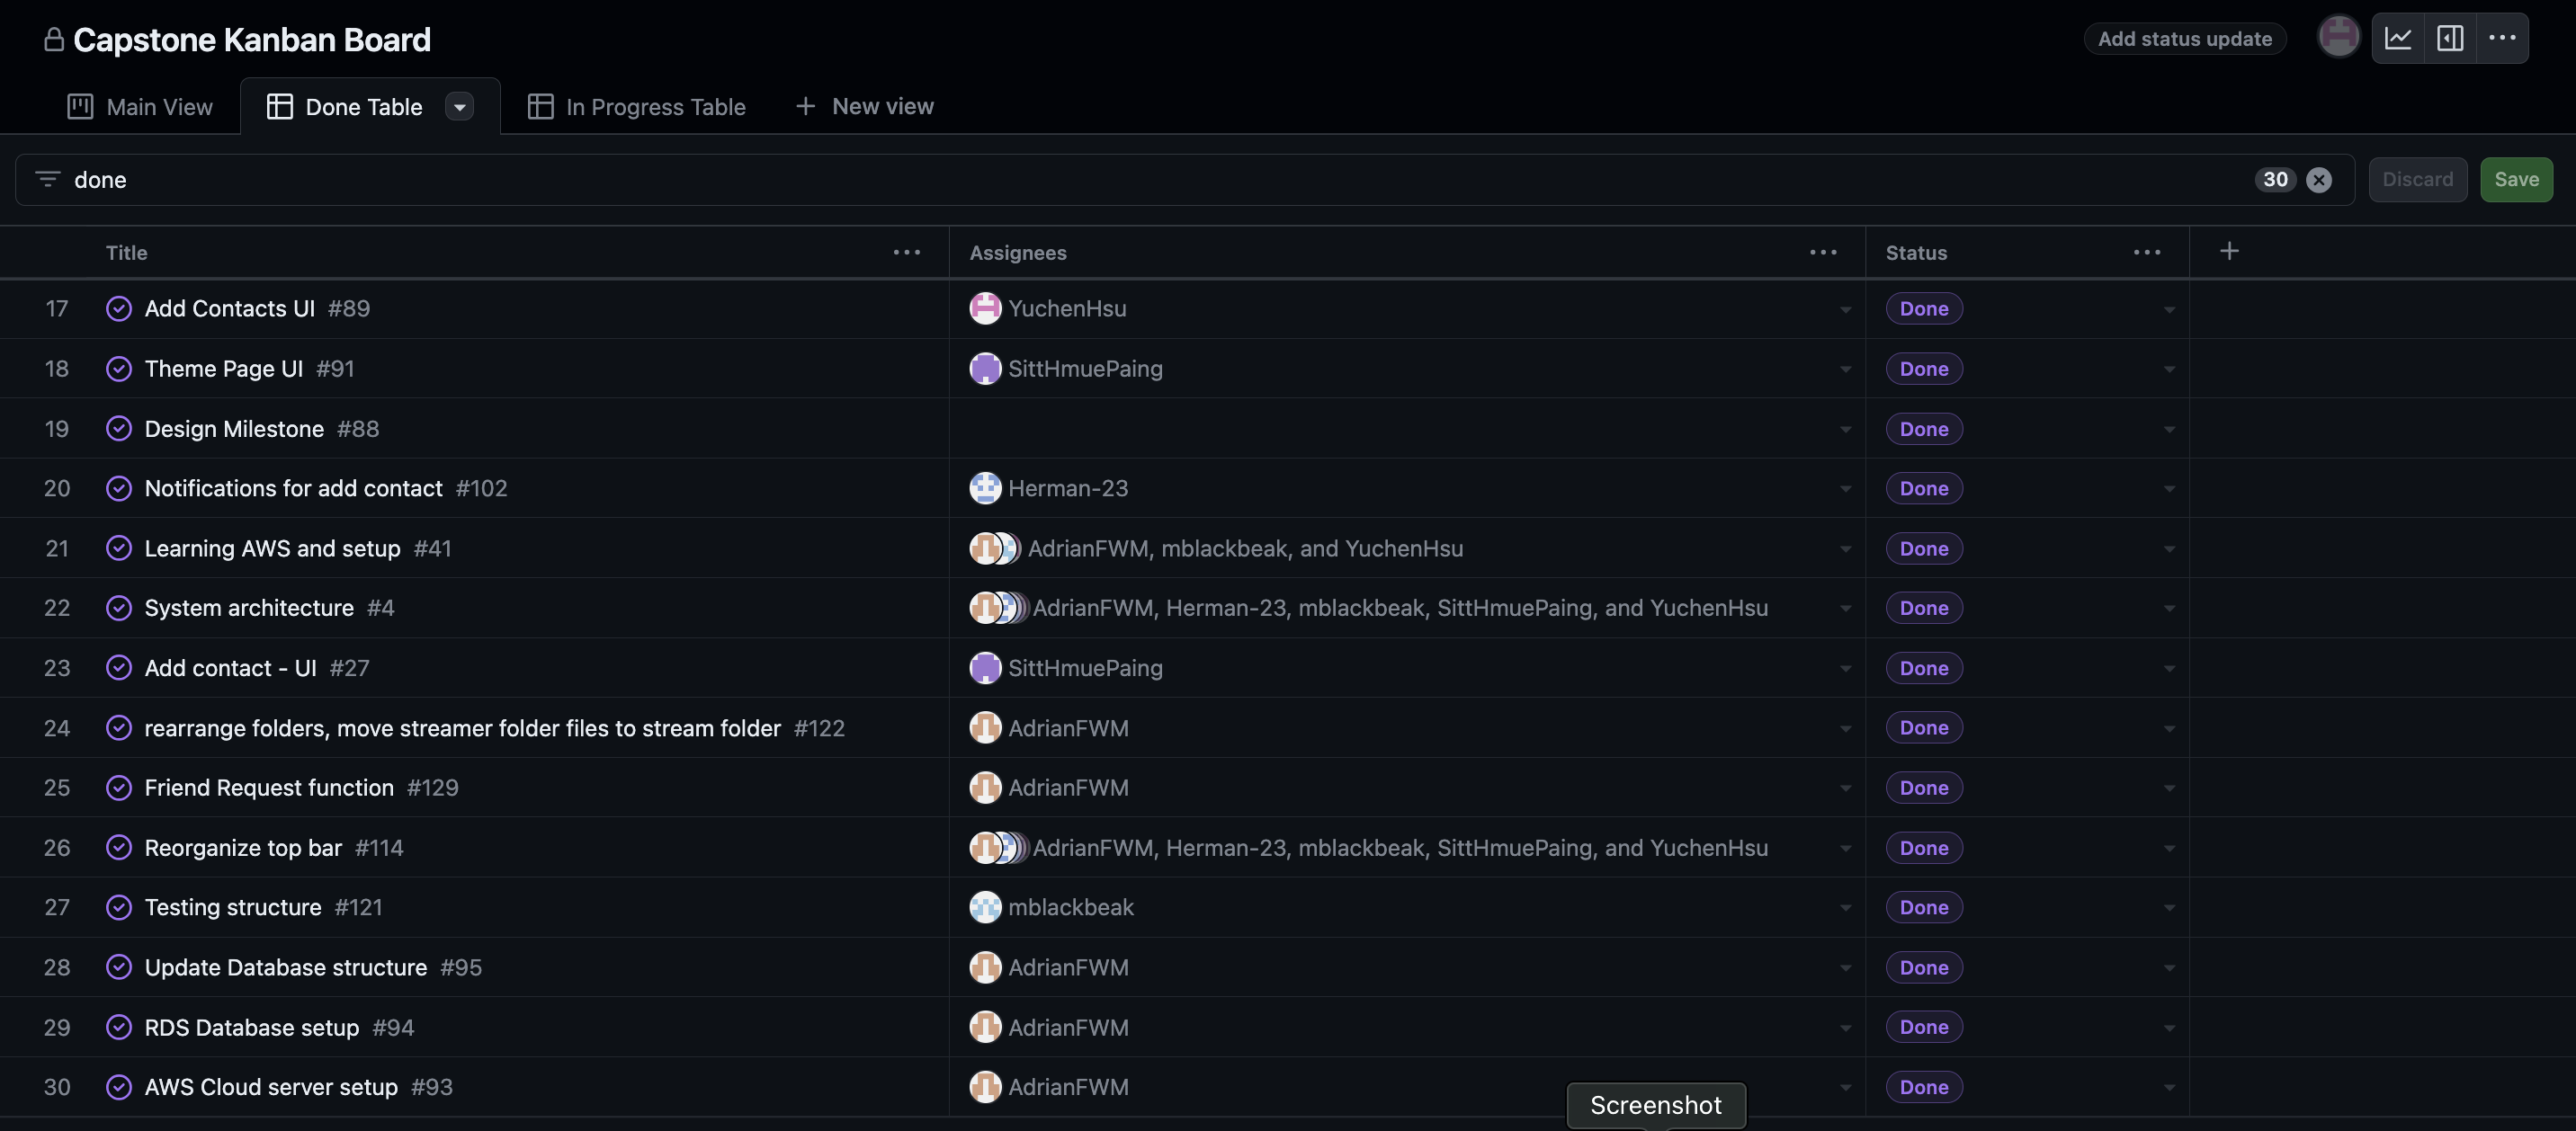 Capstone Kanban Board
Add status update
Main View
Done Table
In Progress Table
New view
done
30
Discard
Save
Title
Assignees
Status
17 Add Contacts UI #89 YuchenHsu Done
18 Theme Page UI #91 SittHmuePaing Done
19 Design Milestone #88 Done
20 Notifications for add contact #102 Herman-23 Done
21 Learning AWS and setup #41 AdrianFWM, mblackbeak, and YuchenHsu Done
22 System architecture #4 AdrianFWM, Herman-23, mblackbeak, SittHmuePaing, and YuchenHsu Done
23 Add contact - UI #27 SittHmuePaing Done
24 rearrange folders, move streamer folder files to stream folder #122 AdrianFWM Done
25 Friend Request function #129 AdrianFWM Done
26 Reorganize top bar #114 AdrianFWM, Herman-23, mblackbeak, SittHmuePaing, and YuchenHsu Done
27 Testing structure #121 mblackbeak Done
28 Update Database structure #95 AdrianFWM Done
29 RDS Database setup #94 AdrianFWM Done
30 AWS Cloud server setup #93 AdrianFWM Done
Screenshot